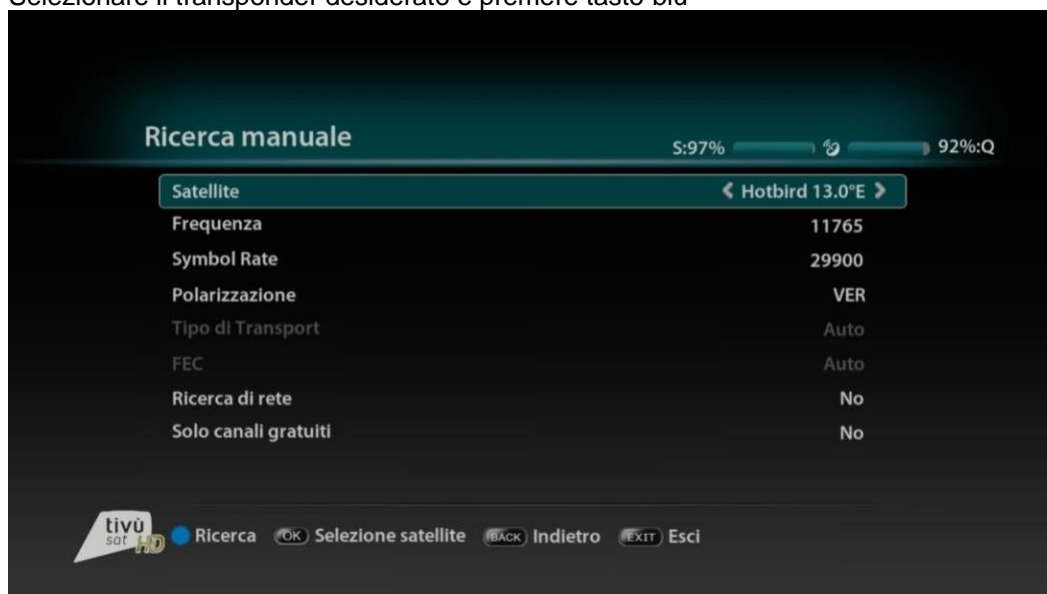 Selezionare il transponder desiderato e premere tasto blu
Ricerca manuale
S:97% 92%:Q
Satellite Hotbird 13.0°E
Frequenza 11765
Symbol Rate 29900
Polarizzazione VER
Tipo di Transport Auto
FEC Auto
Ricerca di rete No
Solo canali gratuiti No
tivù
sat HD
Ricerca OK Selezione satellite BACK Indietro EXIT Esci